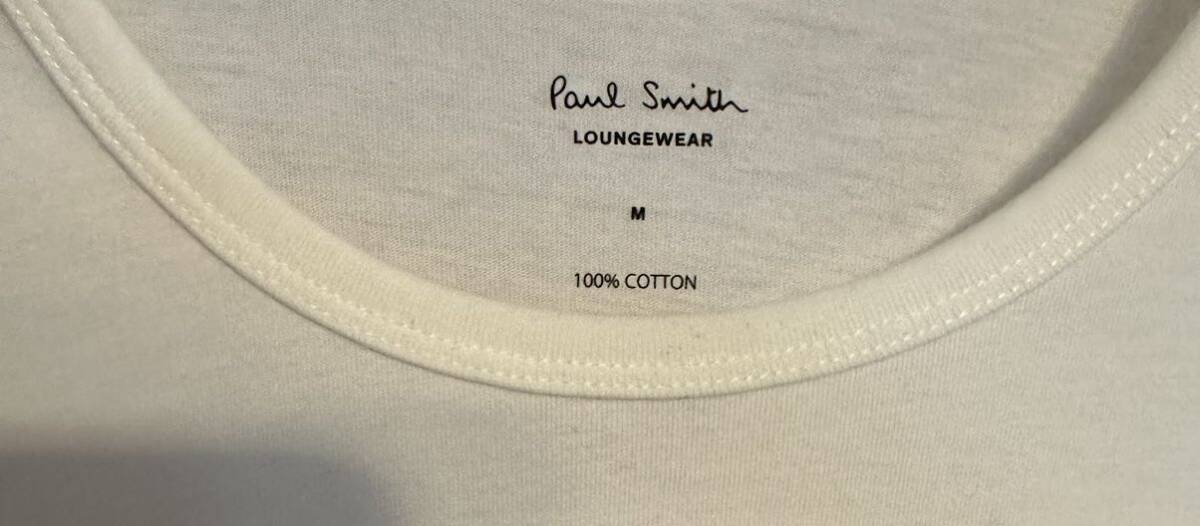 Paul Smith
LOUNGEWEAR
M
100% COTTON